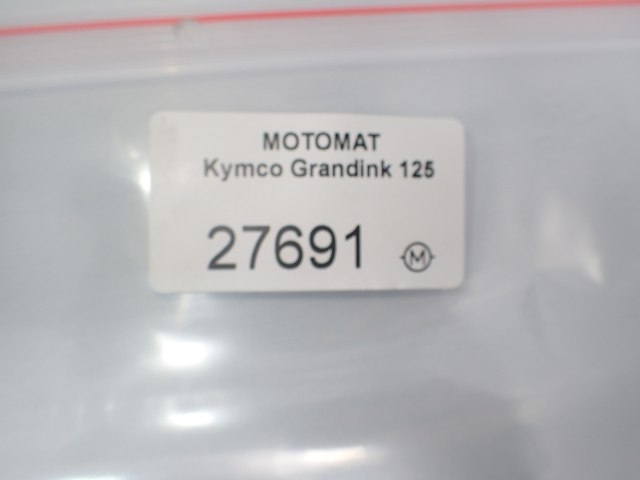 MOTOMAT
Kymco Grandink 125
27691
M